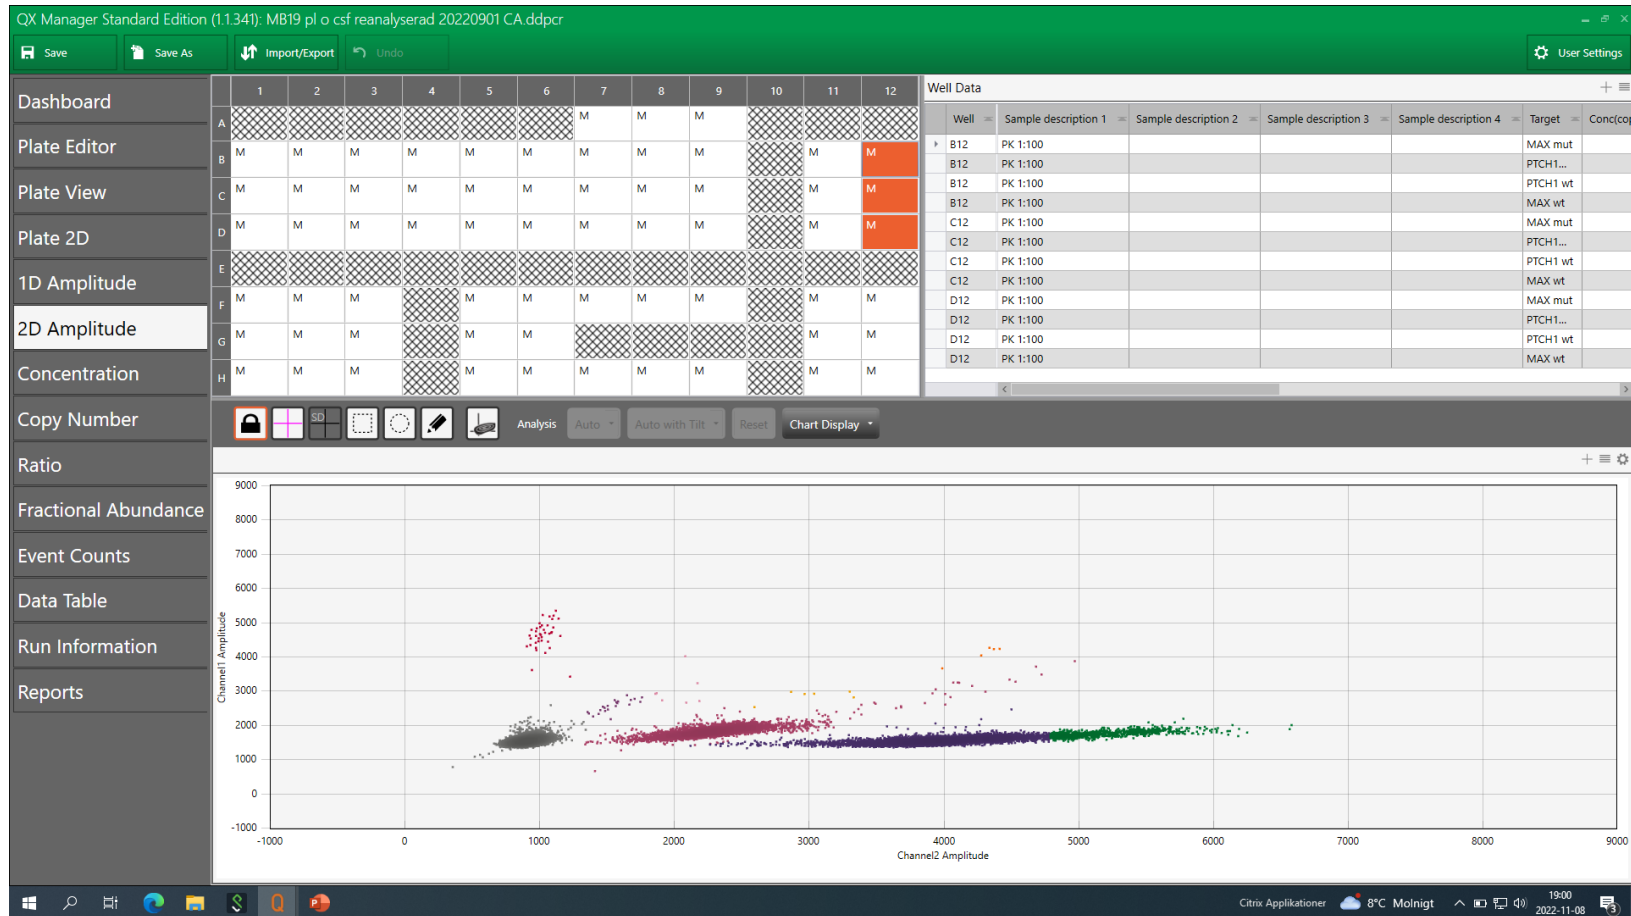 QX Manager Standard Edition (1.1.341): MB19 pl o csf reanalyserad 20220901 CA.ddpcr
Save Save As Import/Export Undo User Settings
Dashboard
Plate Editor
Plate View
Plate 2D
1D Amplitude
2D Amplitude
Concentration
Copy Number
Ratio
Fractional Abundance
Event Counts
Data Table
Run Information
Reports
1 2 3 4 5 6 7 8 9 10 11 12
A M M M
B M M M M M M M M M M M
C M M M M M M M M M M M
D M M M M M M M M M M M
E
F M M M M M M M M M M
G M M M M M M M
H M M M M M M M M M M
Well Data
Well Sample description 1 Sample description 2 Sample description 3 Sample description 4 Target Conc(cop
B12 PK 1:100 MAX mut
B12 PK 1:100 PTCH1...
B12 PK 1:100 PTCH1 wt
B12 PK 1:100 MAX wt
C12 PK 1:100 MAX mut
C12 PK 1:100 PTCH1...
C12 PK 1:100 PTCH1 wt
C12 PK 1:100 MAX wt
D12 PK 1:100 MAX mut
D12 PK 1:100 PTCH1...
D12 PK 1:100 PTCH1 wt
D12 PK 1:100 MAX wt
SD Analysis Auto Auto with Tilt Reset Chart Display
Channel1 Amplitude
9000
8000
7000
6000
5000
4000
3000
2000
1000
0
-1000
-1000 0 1000 2000 3000 4000 5000 6000 7000 8000 9000
Channel2 Amplitude
Citrix Applikationer 8°C Molnigt 19:00
2022-11-08 3